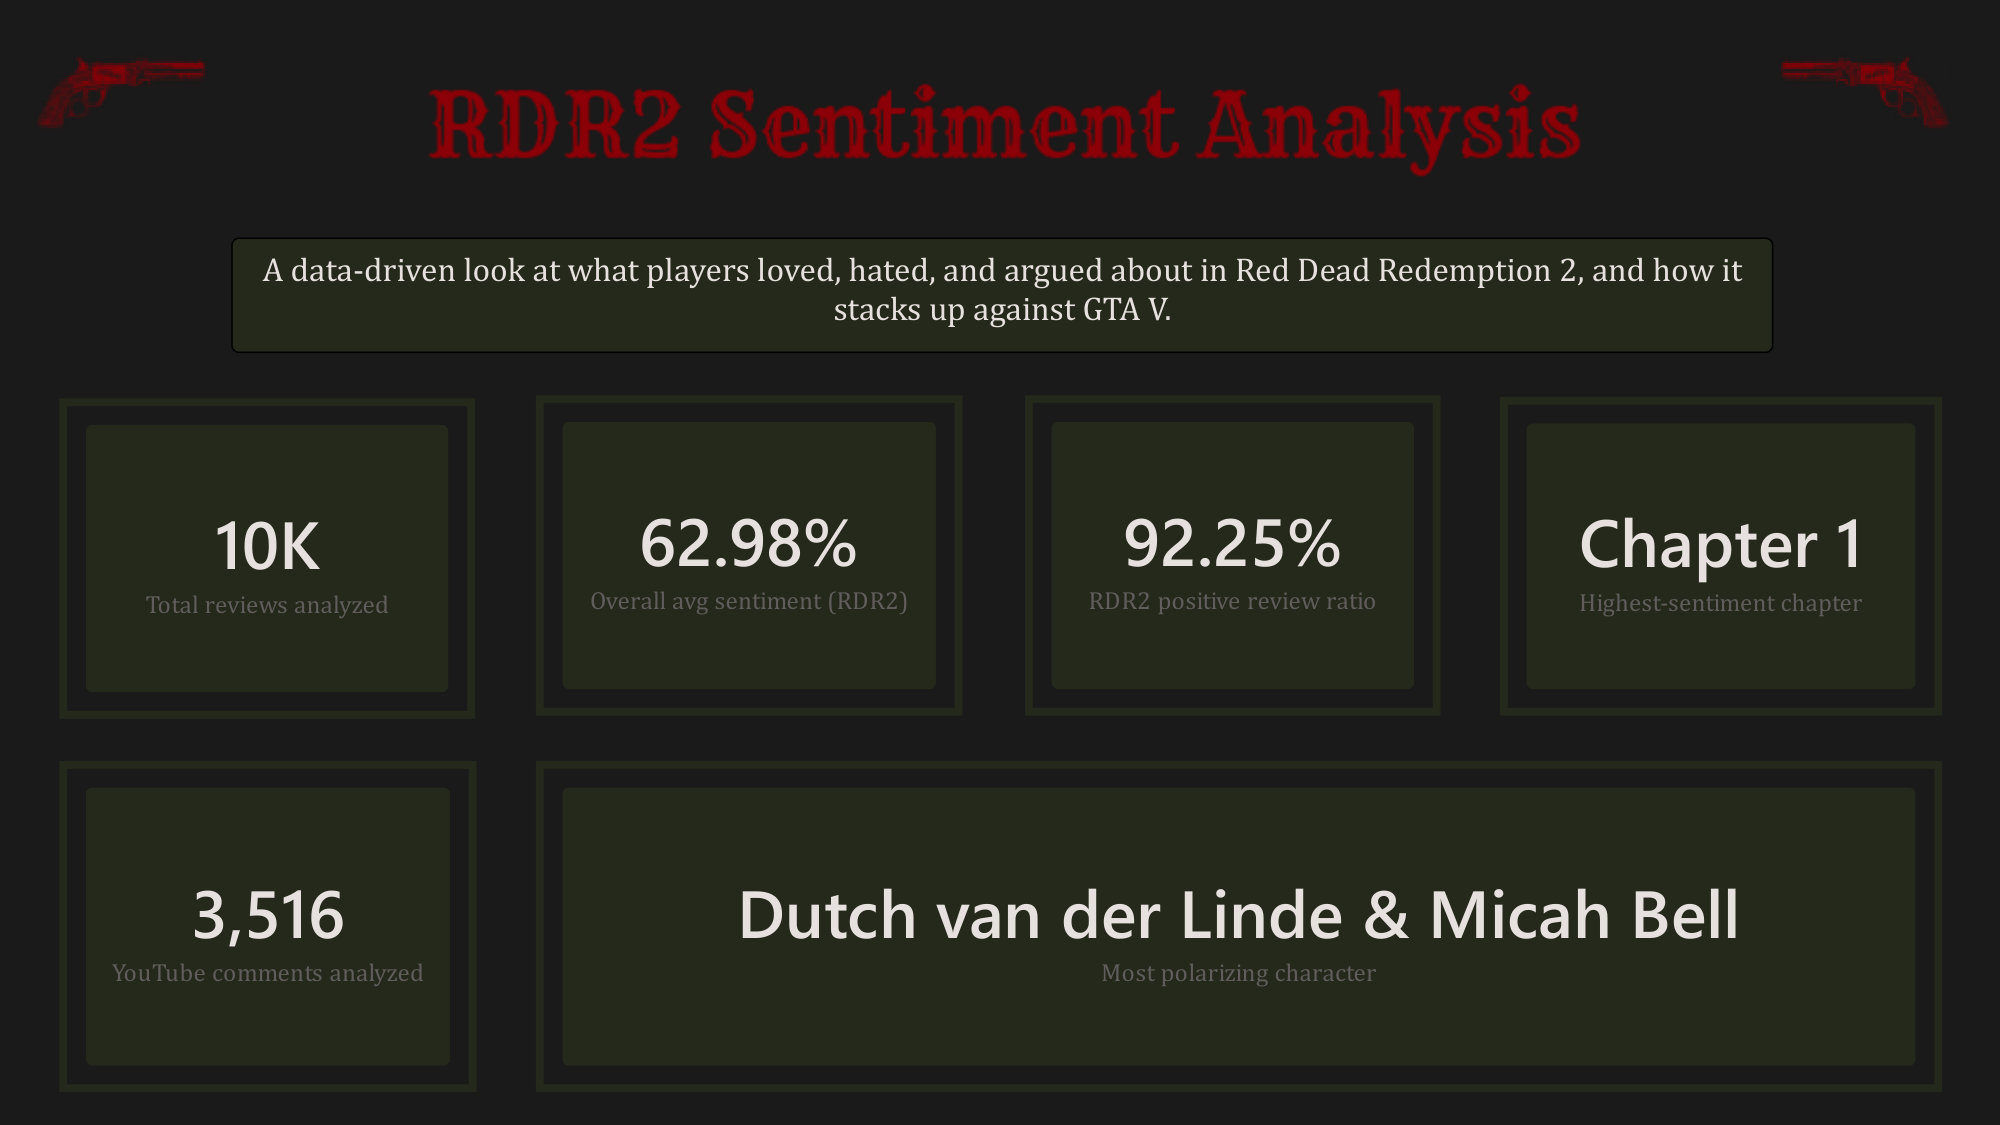 RDR2 Sentiment Analysis
A data-driven look at what players loved, hated, and argued about in Red Dead Redemption 2, and how it
stacks up against GTA V.
10K
Total reviews analyzed
62.98%
Overall avg sentiment (RDR2)
92.25%
RDR2 positive review ratio
Chapter 1
Highest-sentiment chapter
3,516
YouTube comments analyzed
Dutch van der Linde & Micah Bell
Most polarizing character